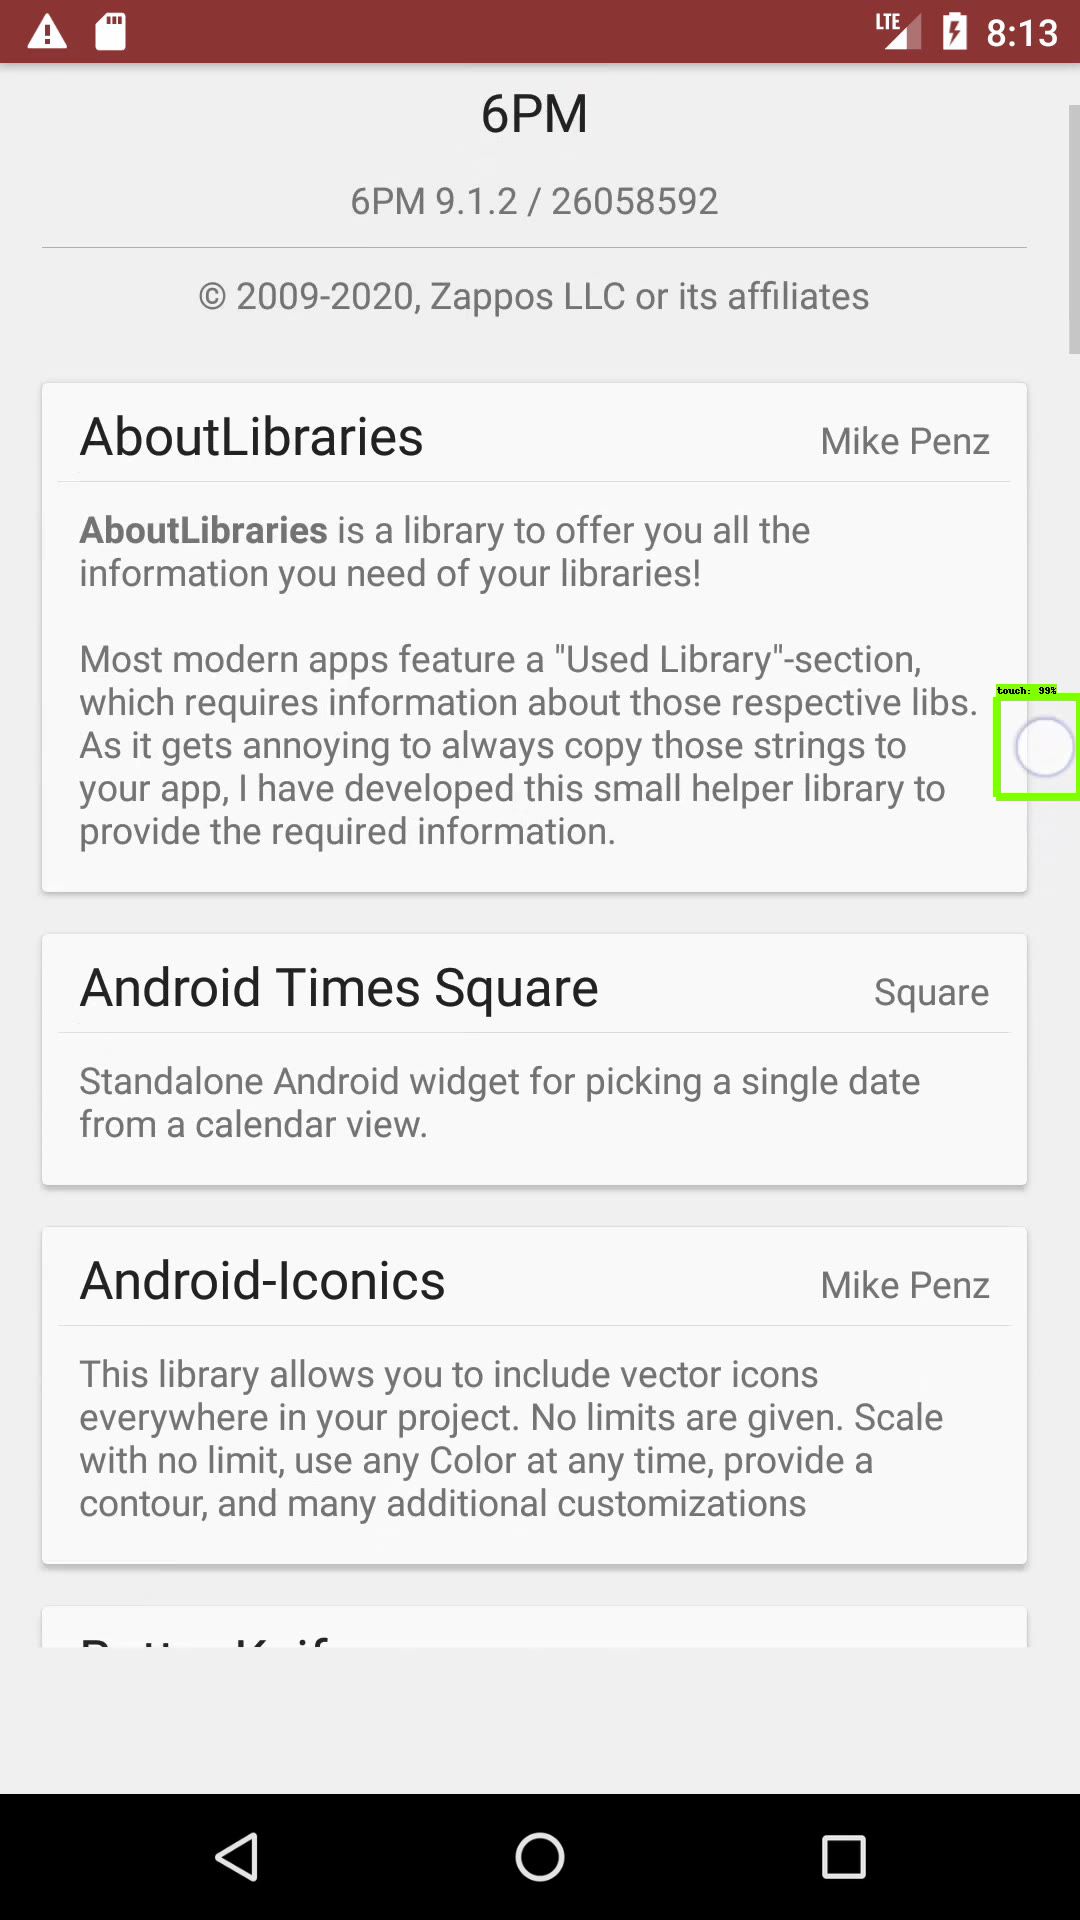 LTE 8:13
6PM
6PM 9.1.2 / 26058592
© 2009-2020, Zappos LLC or its affiliates
AboutLibraries Mike Penz
AboutLibraries is a library to offer you all the
information you need of your libraries!
Most modern apps feature a "Used Library"-section,
which requires information about those respective libs.
As it gets annoying to always copy those strings to
your app, I have developed this small helper library to
provide the required information.
touch: 99%
Android Times Square Square
Standalone Android widget for picking a single date
from a calendar view.
Android-Iconics Mike Penz
This library allows you to include vector icons
everywhere in your project. No limits are given. Scale
with no limit, use any Color at any time, provide a
contour, and many additional customizations